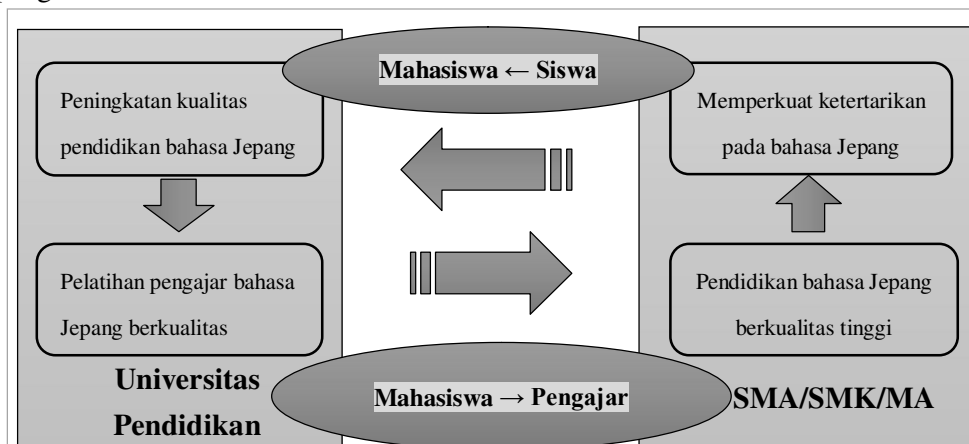 Mahasiswa ← Siswa
Peningkatan kualitas
pendidikan bahasa Jepang
Memperkuat ketertarikan
pada bahasa Jepang
Pelatihan pengajar bahasa
Jepang berkualitas
Pendidikan bahasa Jepang
berkualitas tinggi
Universitas
Pendidikan
Mahasiswa → Pengajar
SMA/SMK/MA